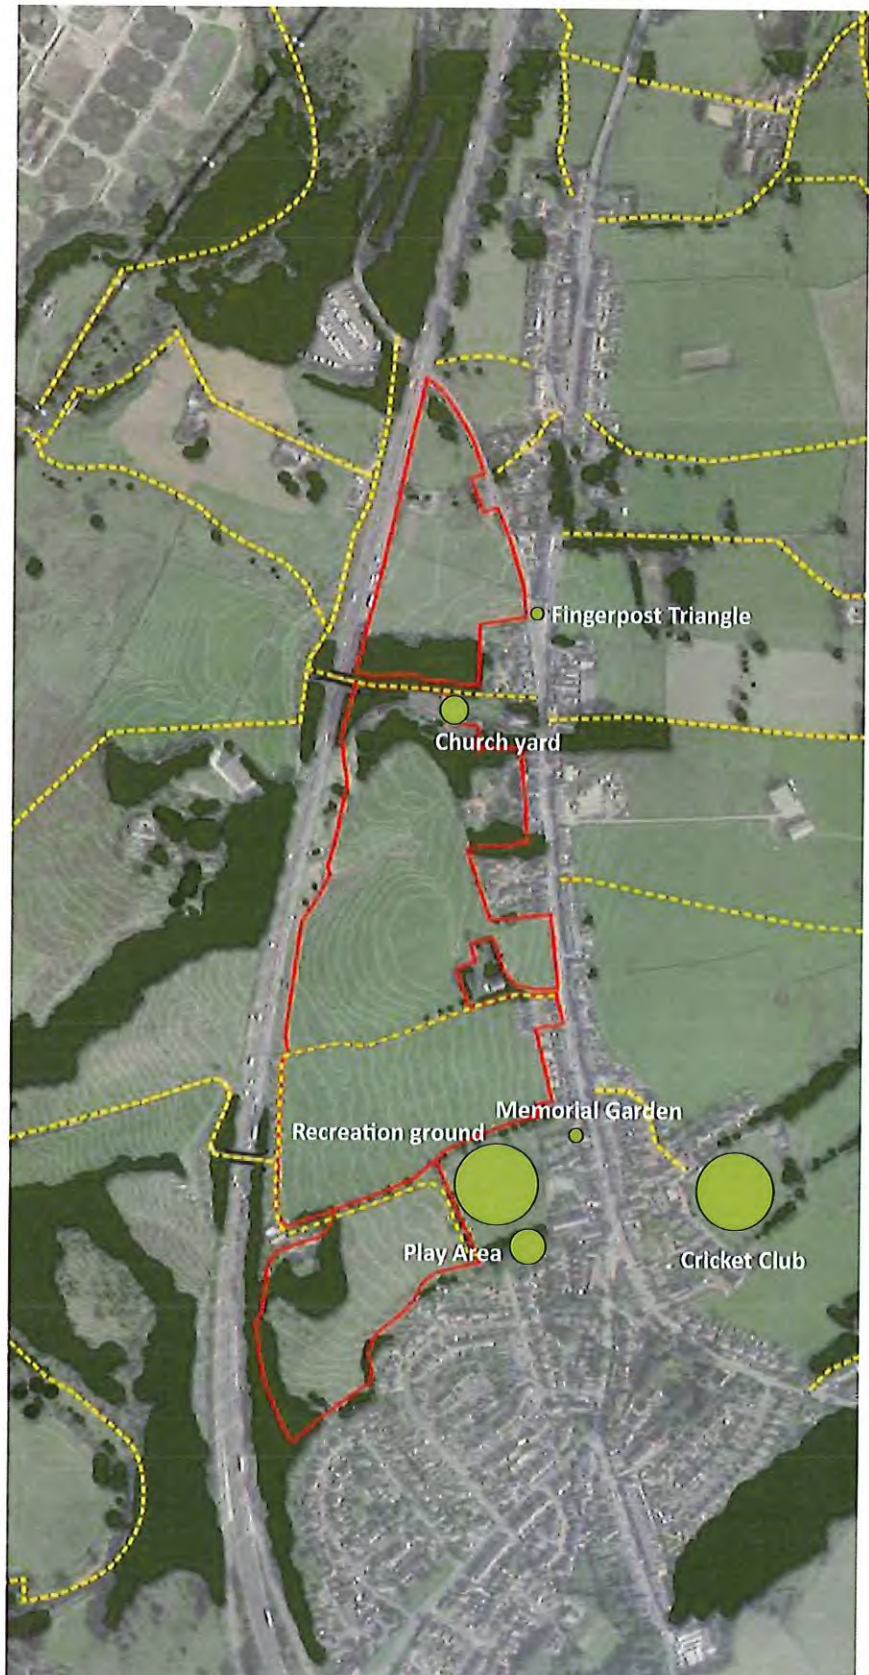 Fingerpost Triangle
Church yard
Memorial Garden
Recreation ground
Play Area
Cricket Club